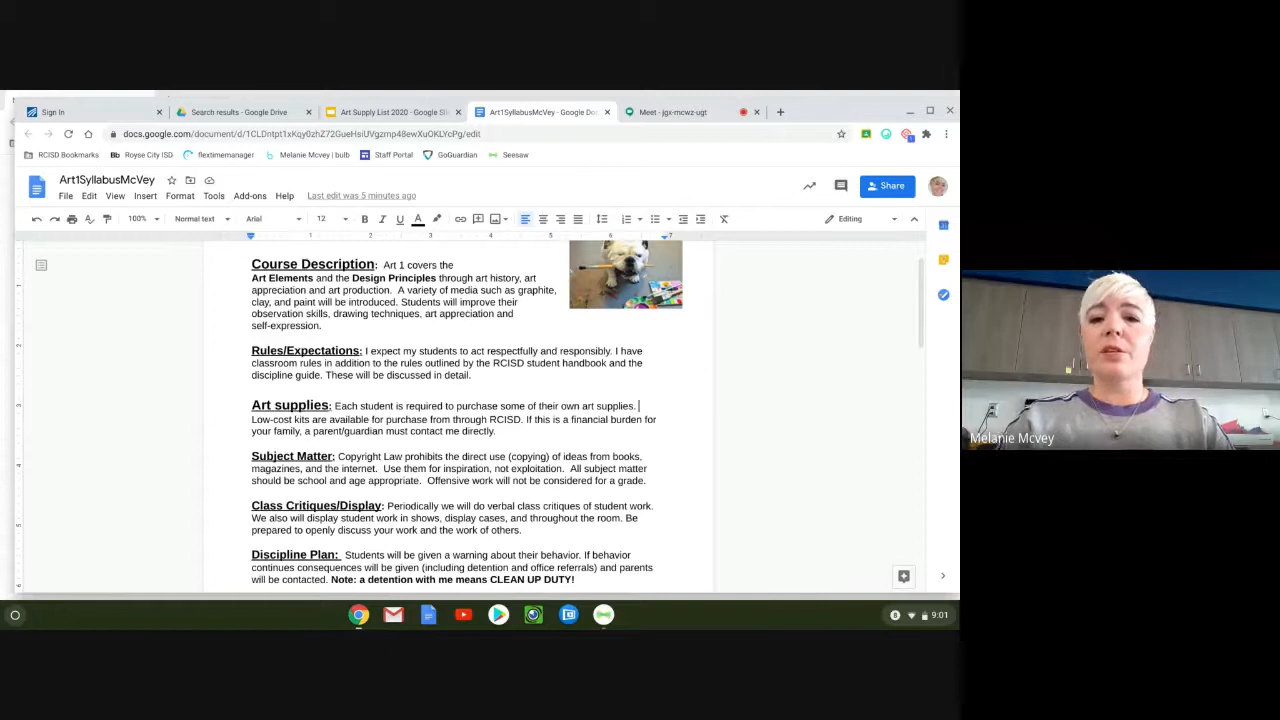 Sign In
Search results - Google Drive
Art Supply List 2020 - Google Sli
Art1SyllabusMcVey - Google Doc
Meet - jgx-mcwz-ugt
docs.google.com/document/d/1CLDntpt1xKqy0zhZ72GueHsiUVgzmp48ewXuOKLYcPg/edit
RCISD Bookmarks
Royse City ISD
flextimemanager
Melanie Mcvey | bulb
Staff Portal
GoGuardian
Seesaw
Art1SyllabusMcVey
File Edit View Insert Format Tools Add-ons Help Last edit was 5 minutes ago
Share
100% Normal text Arial 12 B I U A Editing
1 2 3 4 5 6 7
Course Description: Art 1 covers the
Art Elements and the Design Principles through art history, art
appreciation and art production. A variety of media such as graphite,
clay, and paint will be introduced. Students will improve their
observation skills, drawing techniques, art appreciation and
self-expression.
Rules/Expectations: I expect my students to act respectfully and responsibly. I have
classroom rules in addition to the rules outlined by the RCISD student handbook and the
discipline guide. These will be discussed in detail.
Art supplies: Each student is required to purchase some of their own art supplies.
Low-cost kits are available for purchase from through RCISD. If this is a financial burden for
your family, a parent/guardian must contact me directly.
Subject Matter: Copyright Law prohibits the direct use (copying) of ideas from books,
magazines, and the internet. Use them for inspiration, not exploitation. All subject matter
should be school and age appropriate. Offensive work will not be considered for a grade.
Class Critiques/Display: Periodically we will do verbal class critiques of student work.
We also will display student work in shows, display cases, and throughout the room. Be
prepared to openly discuss your work and the work of others.
Discipline Plan: Students will be given a warning about their behavior. If behavior
continues consequences will be given (including detention and office referrals) and parents
will be contacted. Note: a detention with me means CLEAN UP DUTY!
9:01
Melanie Mcvey